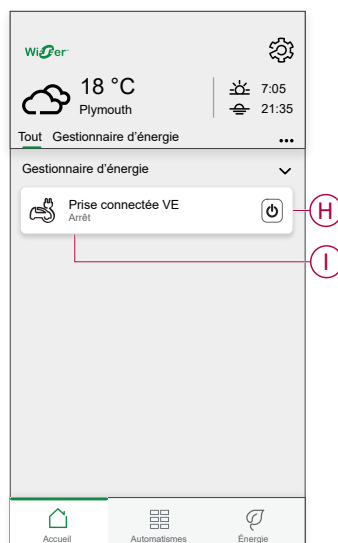 Wiser
18 °C
Plymouth
7:05
21:35
Tout Gestionnaire d'énergie
Gestionnaire d'énergie
Prise connectée VE
Arrêt
H
I
Accueil
Automatismes
Énergie